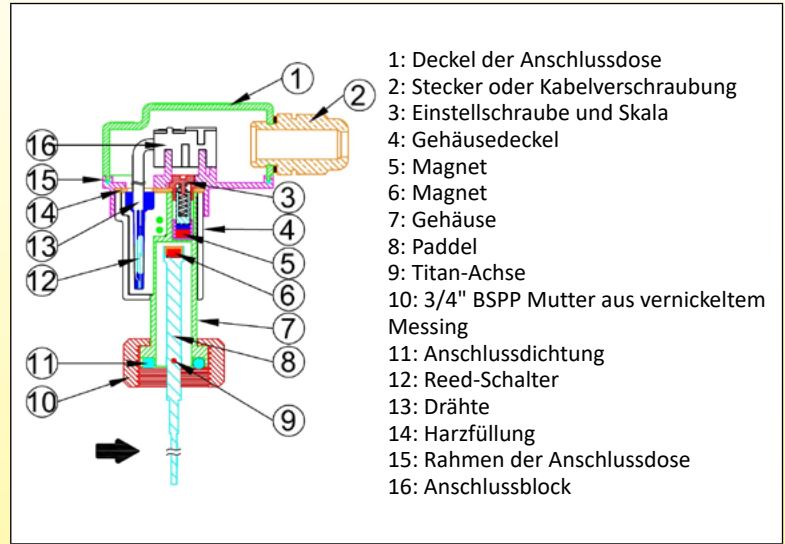 1
2
16
15
14
13
12
11
10
3
4
5
6
7
8
9
1: Deckel der Anschlussdose
2: Stecker oder Kabelverschraubung
3: Einstellschraube und Skala
4: Gehäusedeckel
5: Magnet
6: Magnet
7: Gehäuse
8: Paddel
9: Titan-Achse
10: 3/4" BSPP Mutter aus vernickeltem
Messing
11: Anschlussdichtung
12: Reed-Schalter
13: Drähte
14: Harzfüllung
15: Rahmen der Anschlussdose
16: Anschlussblock